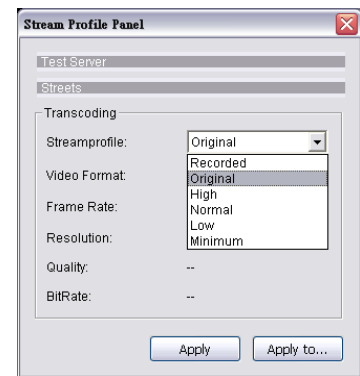 Stream Profile Panel
Test Server
Streets
Transcoding
Streamprofile: Original
Recorded
Video Format: Original
High
Frame Rate: Normal
Low
Resolution: Minimum
Quality: --
BitRate: --
Apply Apply to...